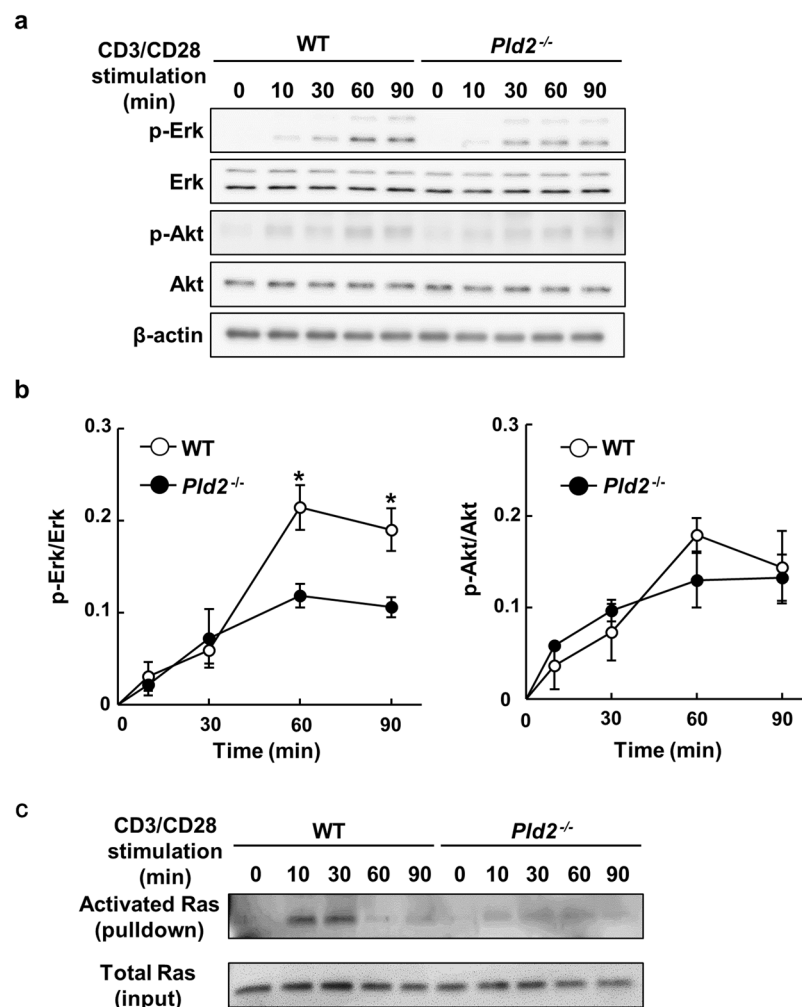 a
CD3/CD28
stimulation
(min)
WT Pld2-/-
0 10 30 60 90 0 10 30 60 90
p-Erk
Erk
p-Akt
Akt
β-actin
b
0.3
0.2
0.1
0
p-Erk/Erk
WT
Pld2-/-
* *
0 30 60 90
Time (min)
0.3
0.2
0.1
0
p-Akt/Akt
WT
Pld2-/-
0 30 60 90
Time (min)
c
CD3/CD28
stimulation
(min)
WT Pld2-/-
0 10 30 60 90 0 10 30 60 90
Activated Ras
(pulldown)
Total Ras
(input)